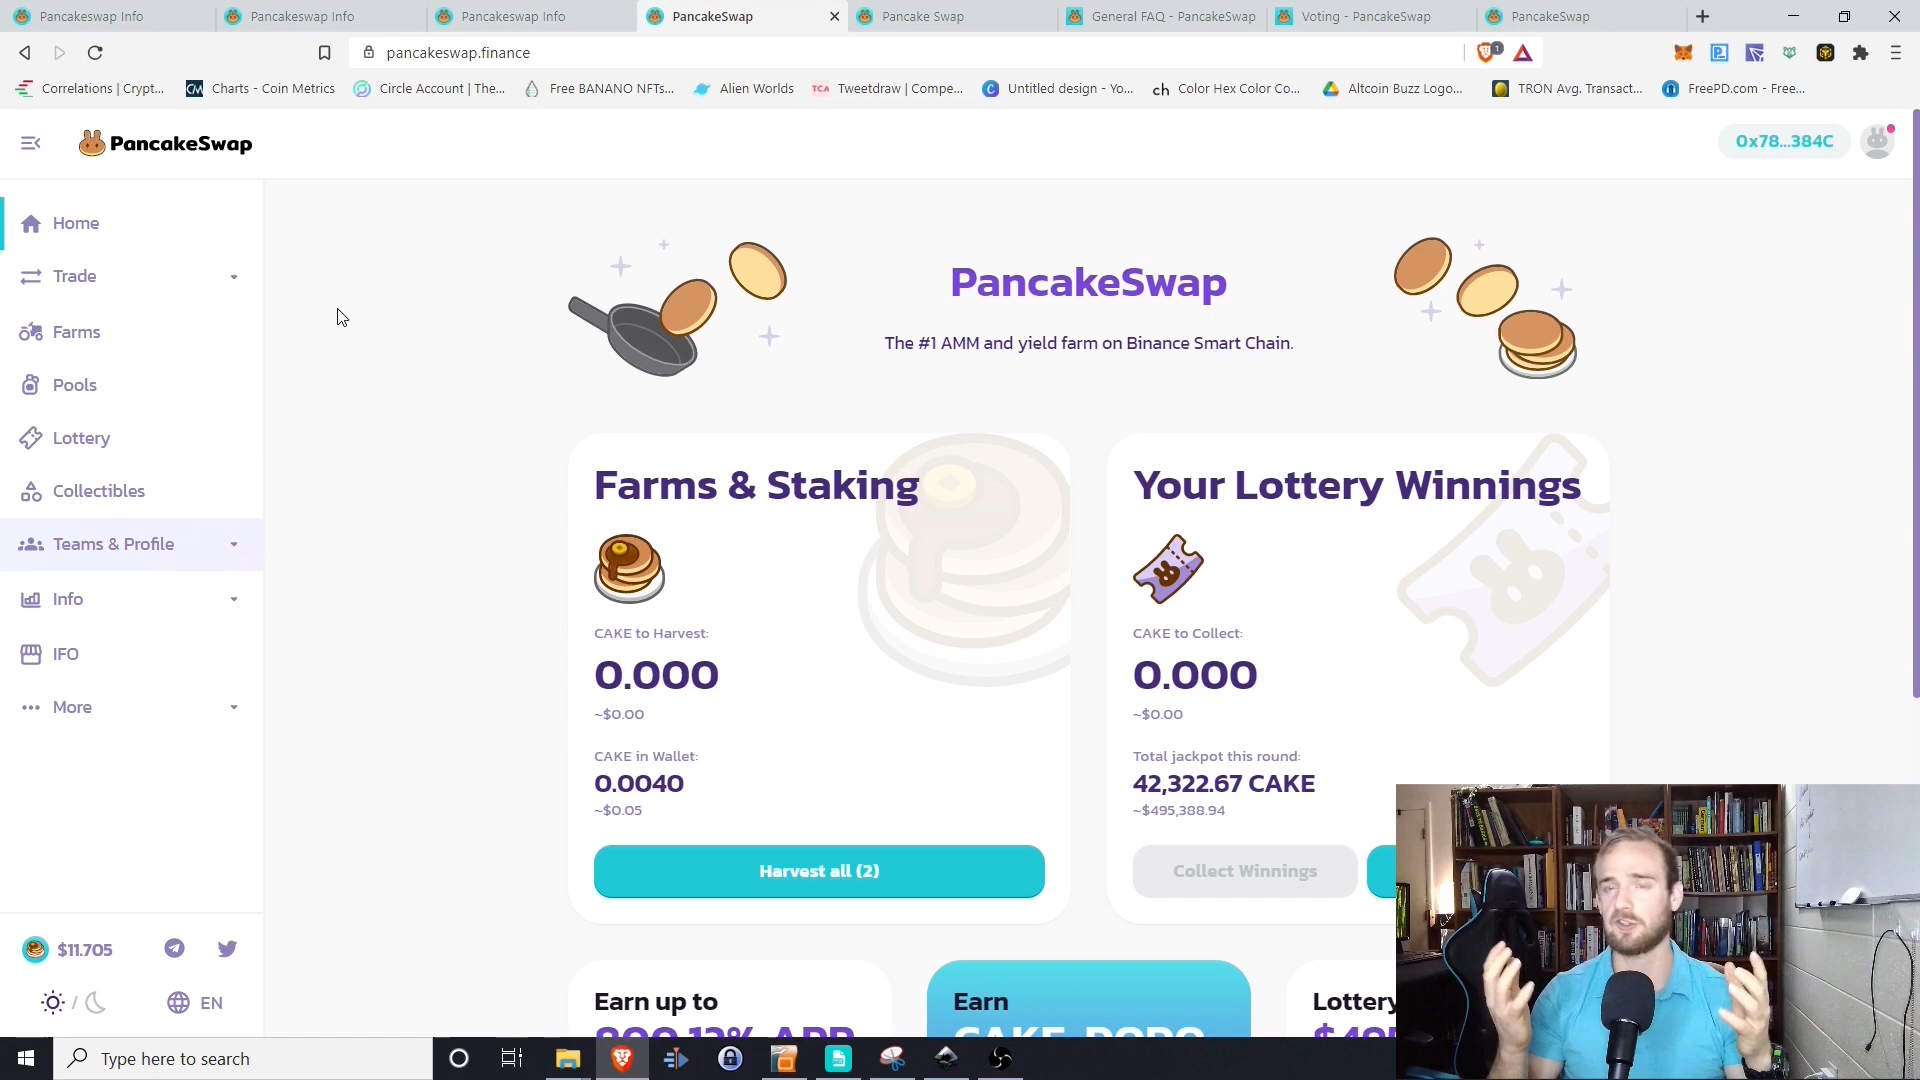 Pancakeswap Info
Pancakeswap Info
Pancakeswap Info
PancakeSwap
Pancake Swap
General FAQ - PancakeSwap
Voting - PancakeSwap
PancakeSwap
pancakeswap.finance
1
Correlations | Crypt...
CM
Charts - Coin Metrics
Circle Account | The...
Free BANANO NFTs...
Alien Worlds
TCA
Tweetdraw | Compe...
C
Untitled design - Yo...
ch
Color Hex Color Co...
Altcoin Buzz Logo...
TRON Avg. Transact...
FreePD.com - Free...
PancakeSwap
0x78...384C
Home
Trade
Farms
Pools
Lottery
Collectibles
Teams & Profile
Info
IFO
More
$11.705
/
EN
PancakeSwap
The #1 AMM and yield farm on Binance Smart Chain.
Farms & Staking
CAKE to Harvest:
0.000
~$0.00
CAKE in Wallet:
0.0040
~$0.05
Harvest all (2)
Your Lottery Winnings
CAKE to Collect:
0.000
~$0.00
Total jackpot this round:
42,322.67 CAKE
~$495,388.94
Collect Winnings
Earn up to
Earn
Lottery
Type here to search